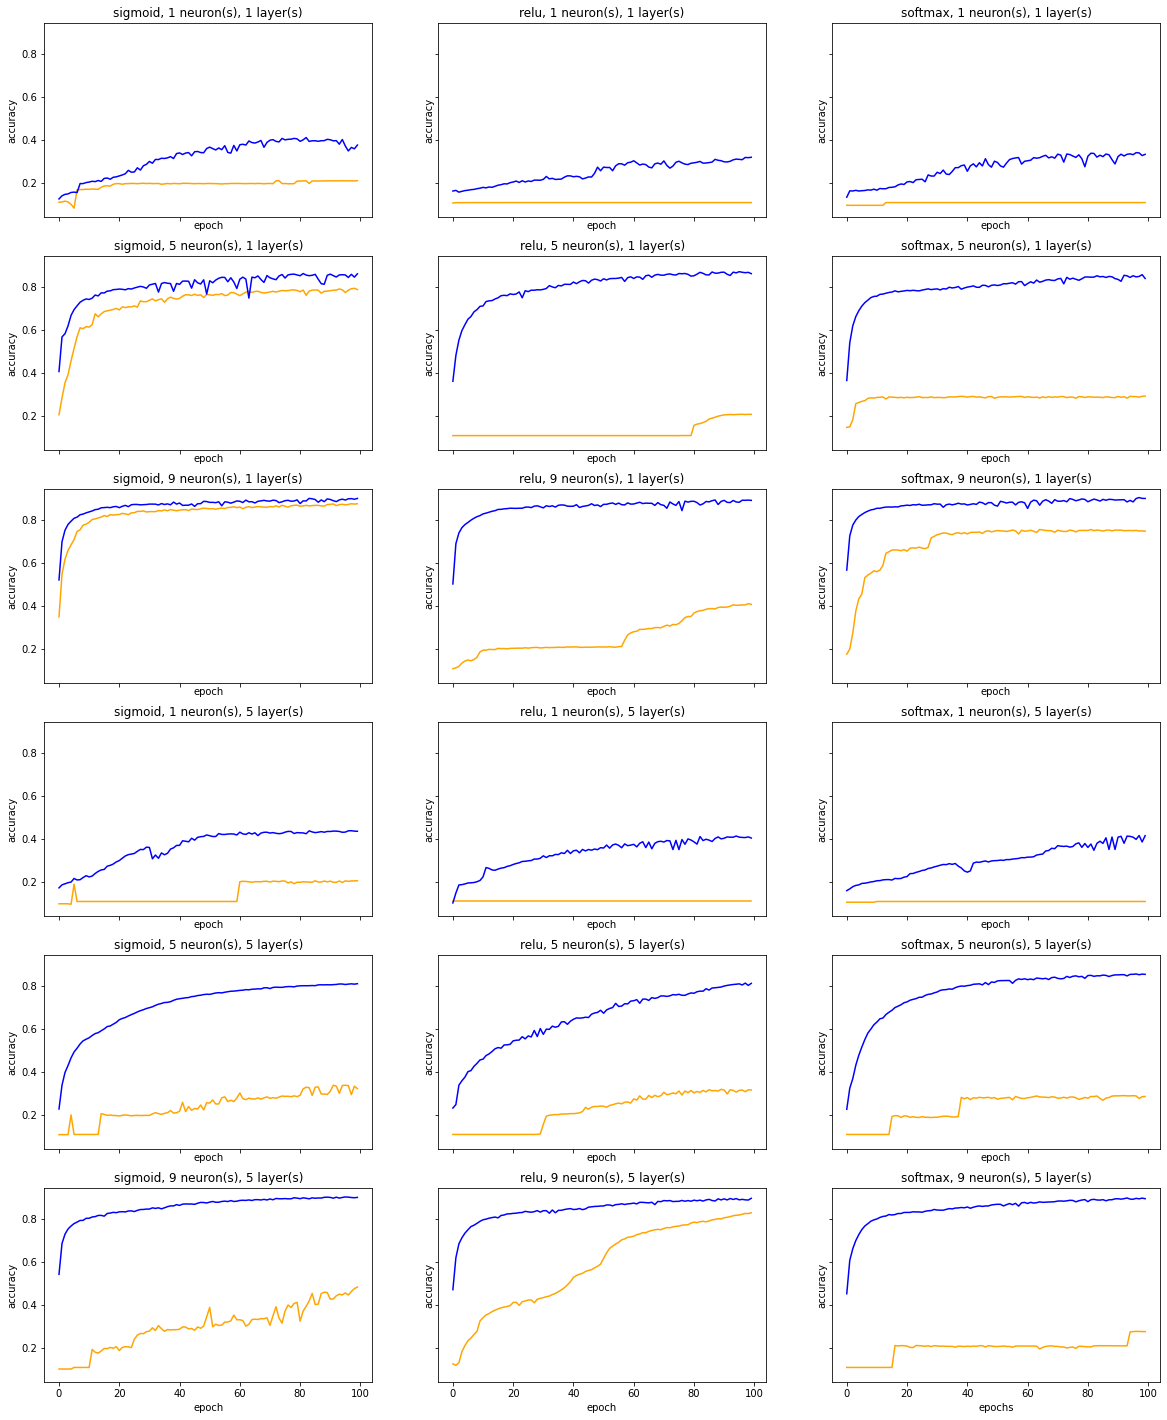 sigmoid, 1 neuron(s), 1 layer(s)
relu, 1 neuron(s), 1 layer(s)
softmax, 1 neuron(s), 1 layer(s)
0.8
0.6
0.4
0.2
accuracy
accuracy
accuracy
epoch
epoch
epoch
sigmoid, 5 neuron(s), 1 layer(s)
relu, 5 neuron(s), 1 layer(s)
softmax, 5 neuron(s), 1 layer(s)
0.8
0.6
0.4
0.2
accuracy
accuracy
accuracy
epoch
epoch
epoch
sigmoid, 9 neuron(s), 1 layer(s)
relu, 9 neuron(s), 1 layer(s)
softmax, 9 neuron(s), 1 layer(s)
0.8
0.6
0.4
0.2
accuracy
accuracy
accuracy
epoch
epoch
epoch
sigmoid, 1 neuron(s), 5 layer(s)
relu, 1 neuron(s), 5 layer(s)
softmax, 1 neuron(s), 5 layer(s)
0.8
0.6
0.4
0.2
accuracy
accuracy
accuracy
epoch
epoch
epoch
sigmoid, 5 neuron(s), 5 layer(s)
relu, 5 neuron(s), 5 layer(s)
softmax, 5 neuron(s), 5 layer(s)
0.8
0.6
0.4
0.2
accuracy
accuracy
accuracy
epoch
epoch
epoch
sigmoid, 9 neuron(s), 5 layer(s)
relu, 9 neuron(s), 5 layer(s)
softmax, 9 neuron(s), 5 layer(s)
0.8
0.6
0.4
0.2
accuracy
accuracy
accuracy
0 20 40 60 80 100
0 20 40 60 80 100
0 20 40 60 80 100
epoch
epoch
epochs